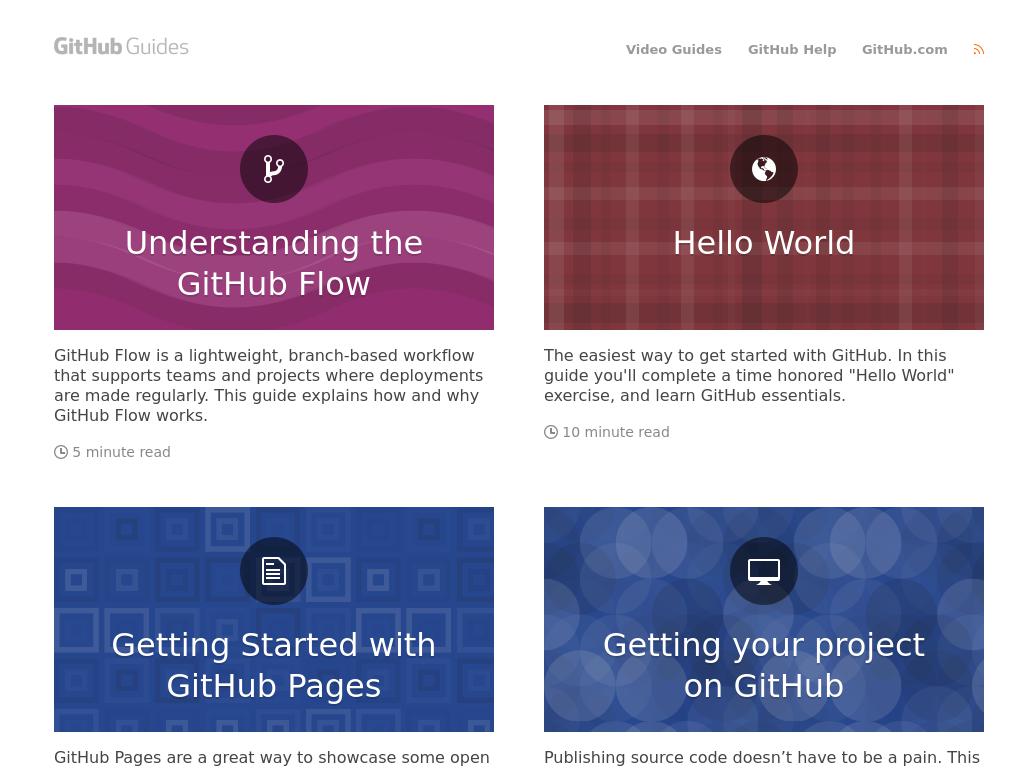 GitHub Guides
Video Guides
GitHub Help
GitHub.com
Understanding the
GitHub Flow
GitHub Flow is a lightweight, branch-based workflow
that supports teams and projects where deployments
are made regularly. This guide explains how and why
GitHub Flow works.
5 minute read
Hello World
The easiest way to get started with GitHub. In this
guide you'll complete a time honored "Hello World"
exercise, and learn GitHub essentials.
10 minute read
Getting Started with
GitHub Pages
GitHub Pages are a great way to showcase some open
Getting your project
on GitHub
Publishing source code doesn’t have to be a pain. This